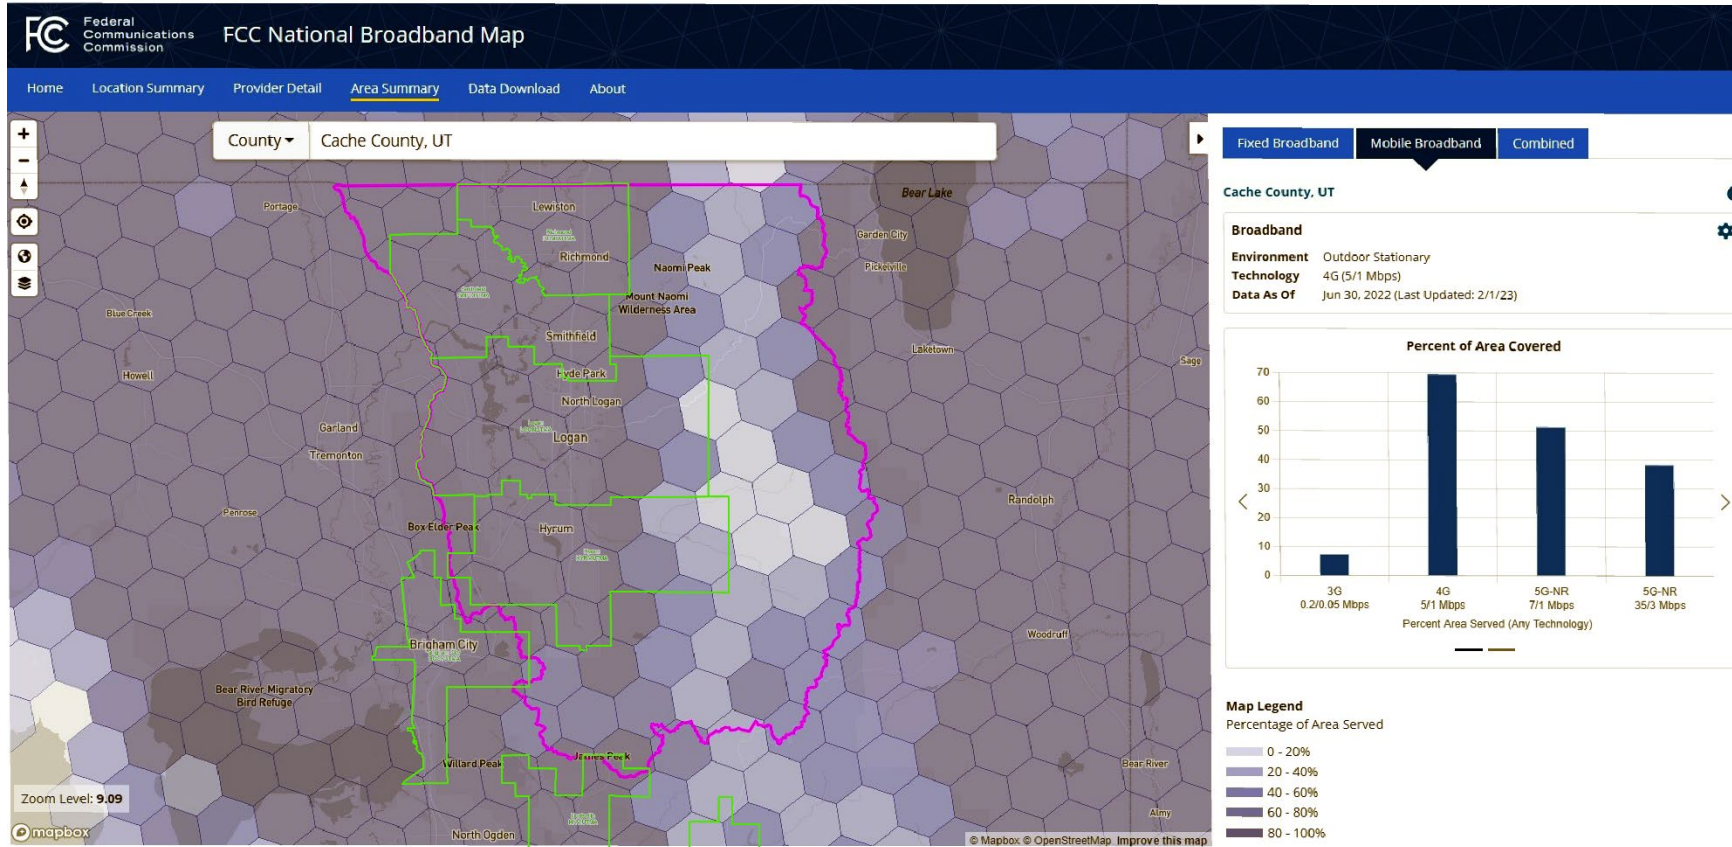 Federal
Communications
Commission
FCC National Broadband Map
Home Location Summary Provider Detail Area Summary Data Download About
County Cache County, UT
Portage
Lewiston
Bear Lake
Richmond
Garden City
Naomi Peak
Pickelville
Mount Naomi
Wilderness Area
Blue Creek
Smithfield
Laketown
Sage
Howell
Hyde Park
North Logan
Garland
Logan
Tremonton
Randolph
Penrose
Box Elder Peak
Hyrum
Woodruff
Brigham City
Bear River Migratory
Bird Refuge
James Peak
Willard Peak
Bear River
Almy
North Ogden
Zoom Level: 9.09
mapbox
© Mapbox © OpenStreetMap Improve this map
Fixed Broadband Mobile Broadband Combined
Cache County, UT
Broadband
Environment Outdoor Stationary
Technology 4G (5/1 Mbps)
Data As Of Jun 30, 2022 (Last Updated: 2/1/23)
Percent of Area Covered
70
60
50
40
30
20
10
0
3G 4G 5G-NR 5G-NR
0.2/0.05 Mbps 5/1 Mbps 7/1 Mbps 35/3 Mbps
Percent Area Served (Any Technology)
Map Legend
Percentage of Area Served
0 - 20%
20 - 40%
40 - 60%
60 - 80%
80 - 100%